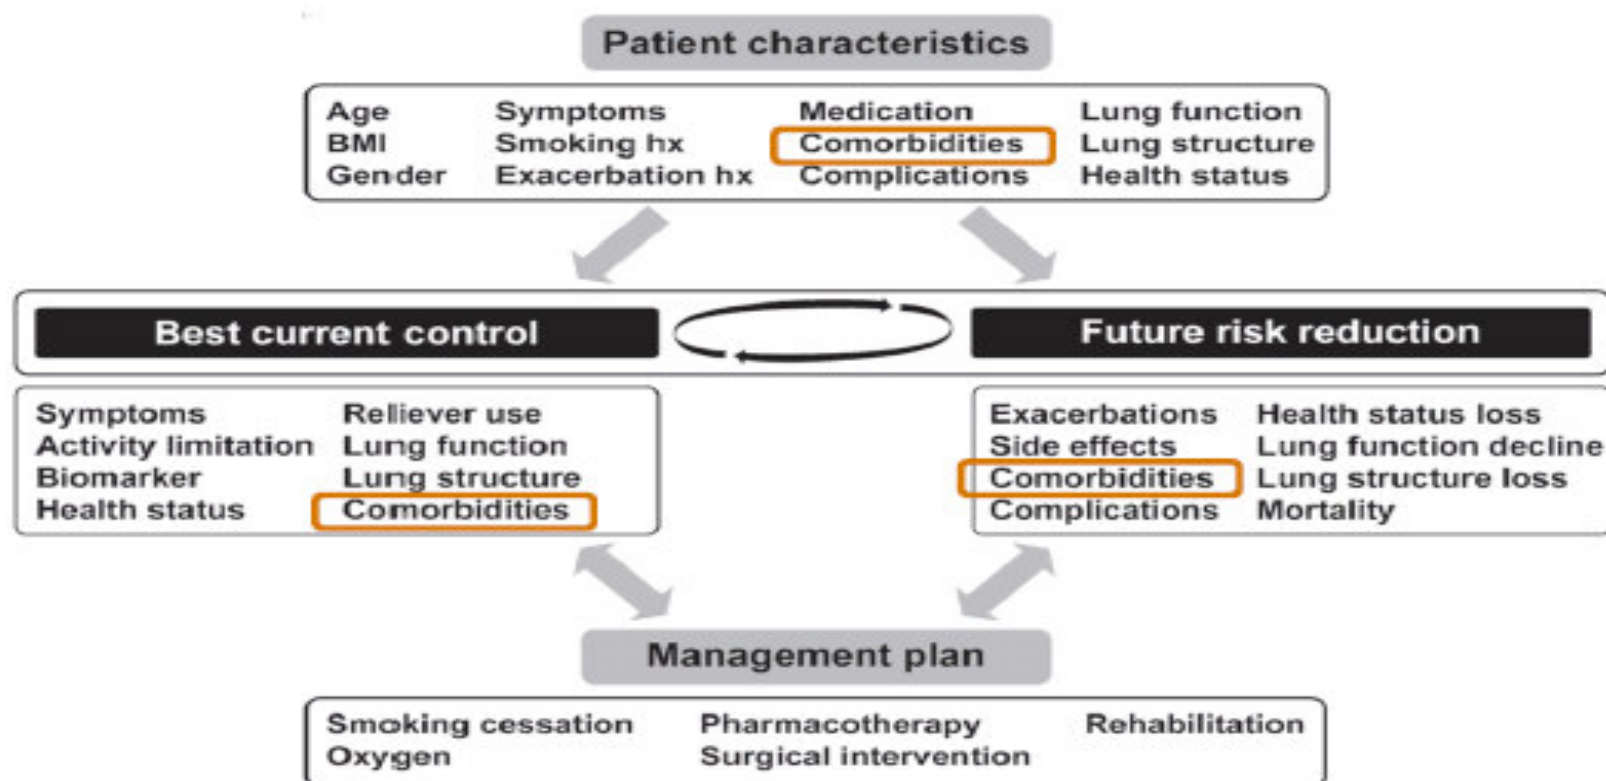 Patient characteristics
Age Symptoms Medication Lung function
BMI Smoking hx Comorbidities Lung structure
Gender Exacerbation hx Complications Health status
Best current control Future risk reduction
Symptoms Reliever use
Activity limitation Lung function
Biomarker Lung structure
Health status Comorbidities
Exacerbations Health status loss
Side effects Lung function decline
Comorbidities Lung structure loss
Complications Mortality
Management plan
Smoking cessation Pharmacotherapy Rehabilitation
Oxygen Surgical intervention